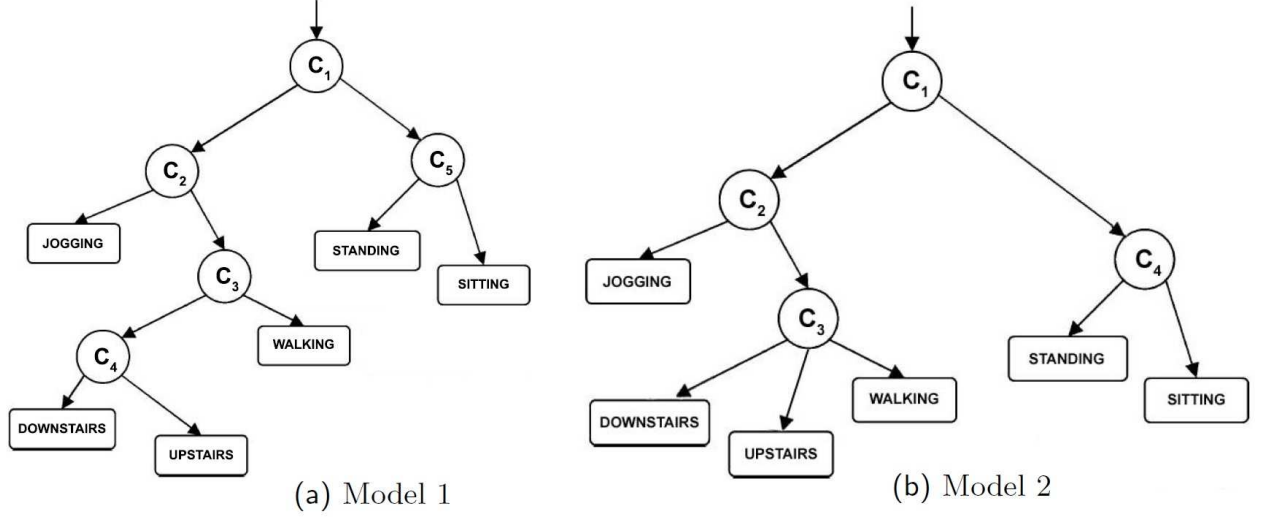 C1
C2
C5
JOGGING
STANDING
SITTING
C3
WALKING
C4
DOWNSTAIRS
UPSTAIRS
(a) Model 1
C1
C2
C4
JOGGING
C3
STANDING
SITTING
WALKING
DOWNSTAIRS
UPSTAIRS
(b) Model 2